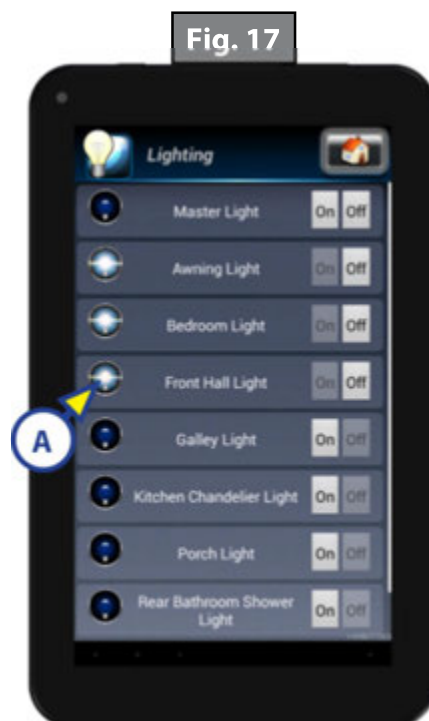 Fig. 17
Lighting
Master Light On Off
Awning Light On Off
Bedroom Light On Off
Front Hall Light On Off
A
Galley Light On Off
Kitchen Chandelier Light On Off
Porch Light On Off
Rear Bathroom Shower
Light On Off